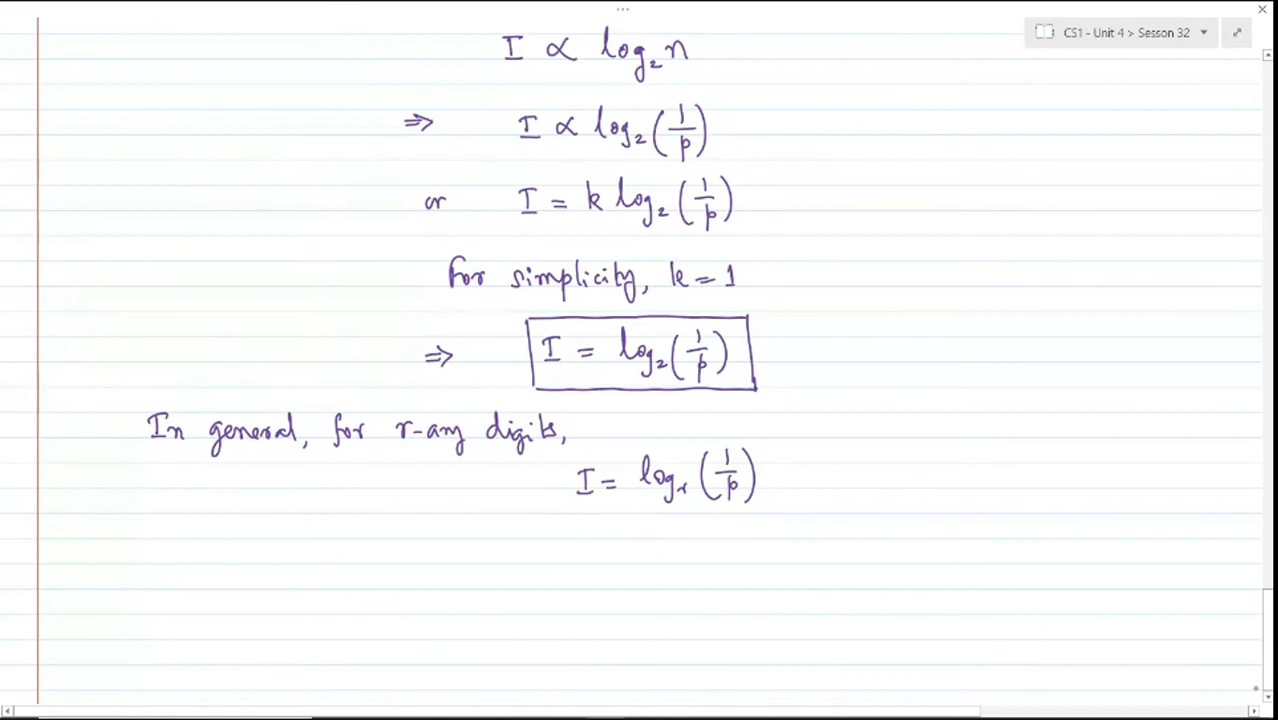 CS1 - Unit 4 > Sesson 32
I ∝ log₂ n
⇒ I ∝ log₂ (1/p)
or I = k log₂ (1/p)
For simplicity, k = 1
⇒ I = log₂ (1/p)
In general, for r-ary digits,
I = logᵣ (1/p)